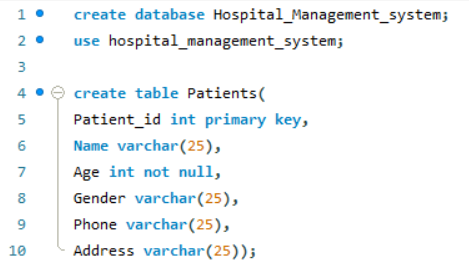 1 create database Hospital_Management_system;
2 use hospital_management_system;
3
4 create table Patients(
5 Patient_id int primary key,
6 Name varchar(25),
7 Age int not null,
8 Gender varchar(25),
9 Phone varchar(25),
10 Address varchar(25));